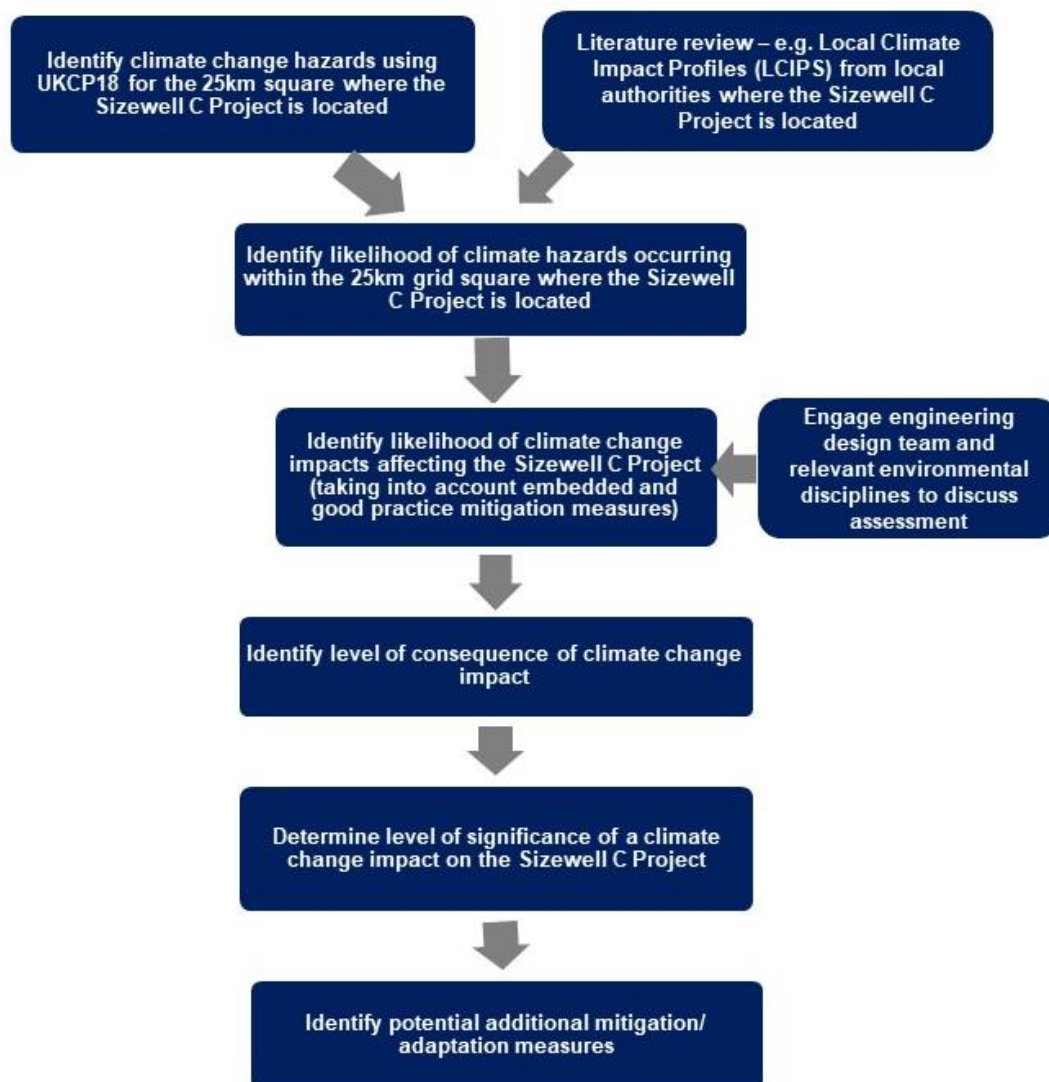 Identify climate change hazards using
UKCP18 for the 25km square where the
Sizewell C Project is located
Literature review – e.g. Local Climate
Impact Profiles (LCIPS) from local
authorities where the Sizewell C
Project is located
Identify likelihood of climate hazards occurring
within the 25km grid square where the Sizewell
C Project is located
Identify likelihood of climate change
impacts affecting the Sizewell C Project
(taking into account embedded and
good practice mitigation measures)
Engage engineering
design team and
relevant environmental
disciplines to discuss
assessment
Identify level of consequence of climate change
impact
Determine level of significance of a climate
change impact on the Sizewell C Project
Identify potential additional mitigation/
adaptation measures